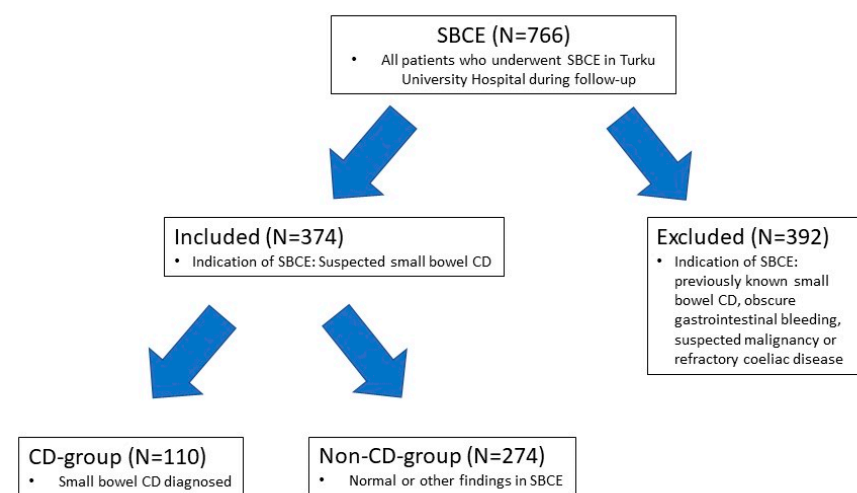 SBCE (N=766)
• All patients who underwent SBCE in Turku
University Hospital during follow-up
Included (N=374)
• Indication of SBCE: Suspected small bowel CD
Excluded (N=392)
• Indication of SBCE:
previously known small
bowel CD, obscure
gastrointestinal bleeding,
suspected malignancy or
refractory coeliac disease
CD-group (N=110)
• Small bowel CD diagnosed
Non-CD-group (N=274)
• Normal or other findings in SBCE